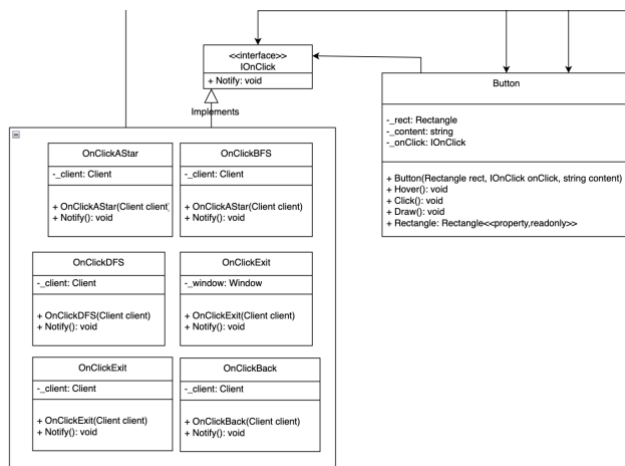 <<interface>>
IOnClick
+ Notify: void
Implements
Button
-_rect: Rectangle
-_content: string
-_onClick: IOnClick
+ Button(Rectangle rect, IOnClick onClick, string content)
+ Hover(): void
+ Click(): void
+ Draw(): void
+ Rectangle: Rectangle<<property,readonly>>
OnClickAStar
-_client: Client
+ OnClickAStar(Client client)
+ Notify(): void
OnClickBFS
-_client: Client
+ OnClickAStar(Client client)
+ Notify(): void
OnClickDFS
-_client: Client
+ OnClickDFS(Client client)
+ Notify(): void
OnClickExit
-_window: Window
+ OnClickExit(Client client)
+ Notify(): void
OnClickExit
-_client: Client
+ OnClickExit(Client client)
+ Notify(): void
OnClickBack
-_client: Client
+ OnClickBack(Client client)
+ Notify(): void